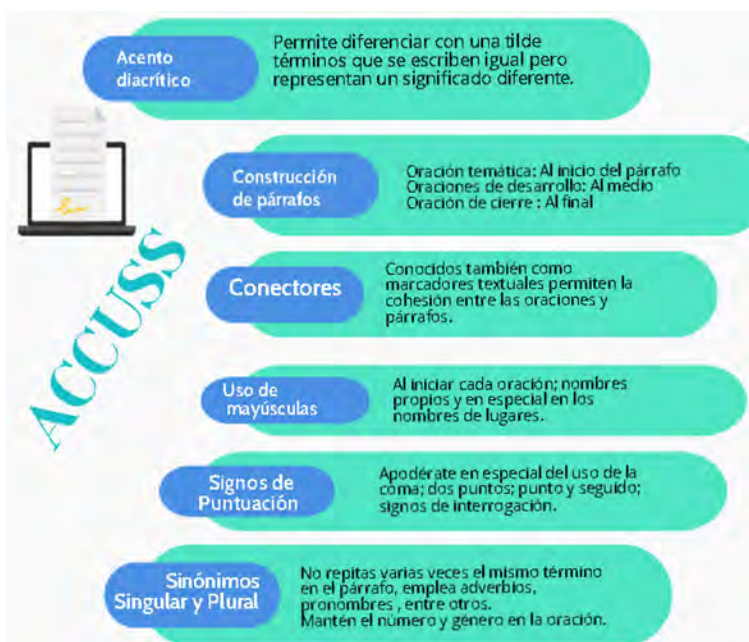 Acento
diacrítico
Permite diferenciar con una tilde
términos que se escriben igual pero
representan un significado diferente.
Construcción
de párrafos
Oración temática: Al inicio del párrafo
Oraciones de desarrollo: Al medio
Oración de cierre : Al final
ACCUSS
Conectores
Conocidos también como
marcadores textuales permiten la
cohesión entre las oraciones y
párrafos.
Uso de
mayúsculas
Al iniciar cada oración; nombres
propios y en especial en los
nombres de lugares.
Signos de
Puntuación
Apodérate en especial del uso de la
coma; dos puntos; punto y seguido;
signos de interrogación.
Sinónimos
Singular y Plural
No repitas varias veces el mismo término
en el párrafo, emplea adverbios,
pronombres , entre otros.
Mantén el número y género en la oración.